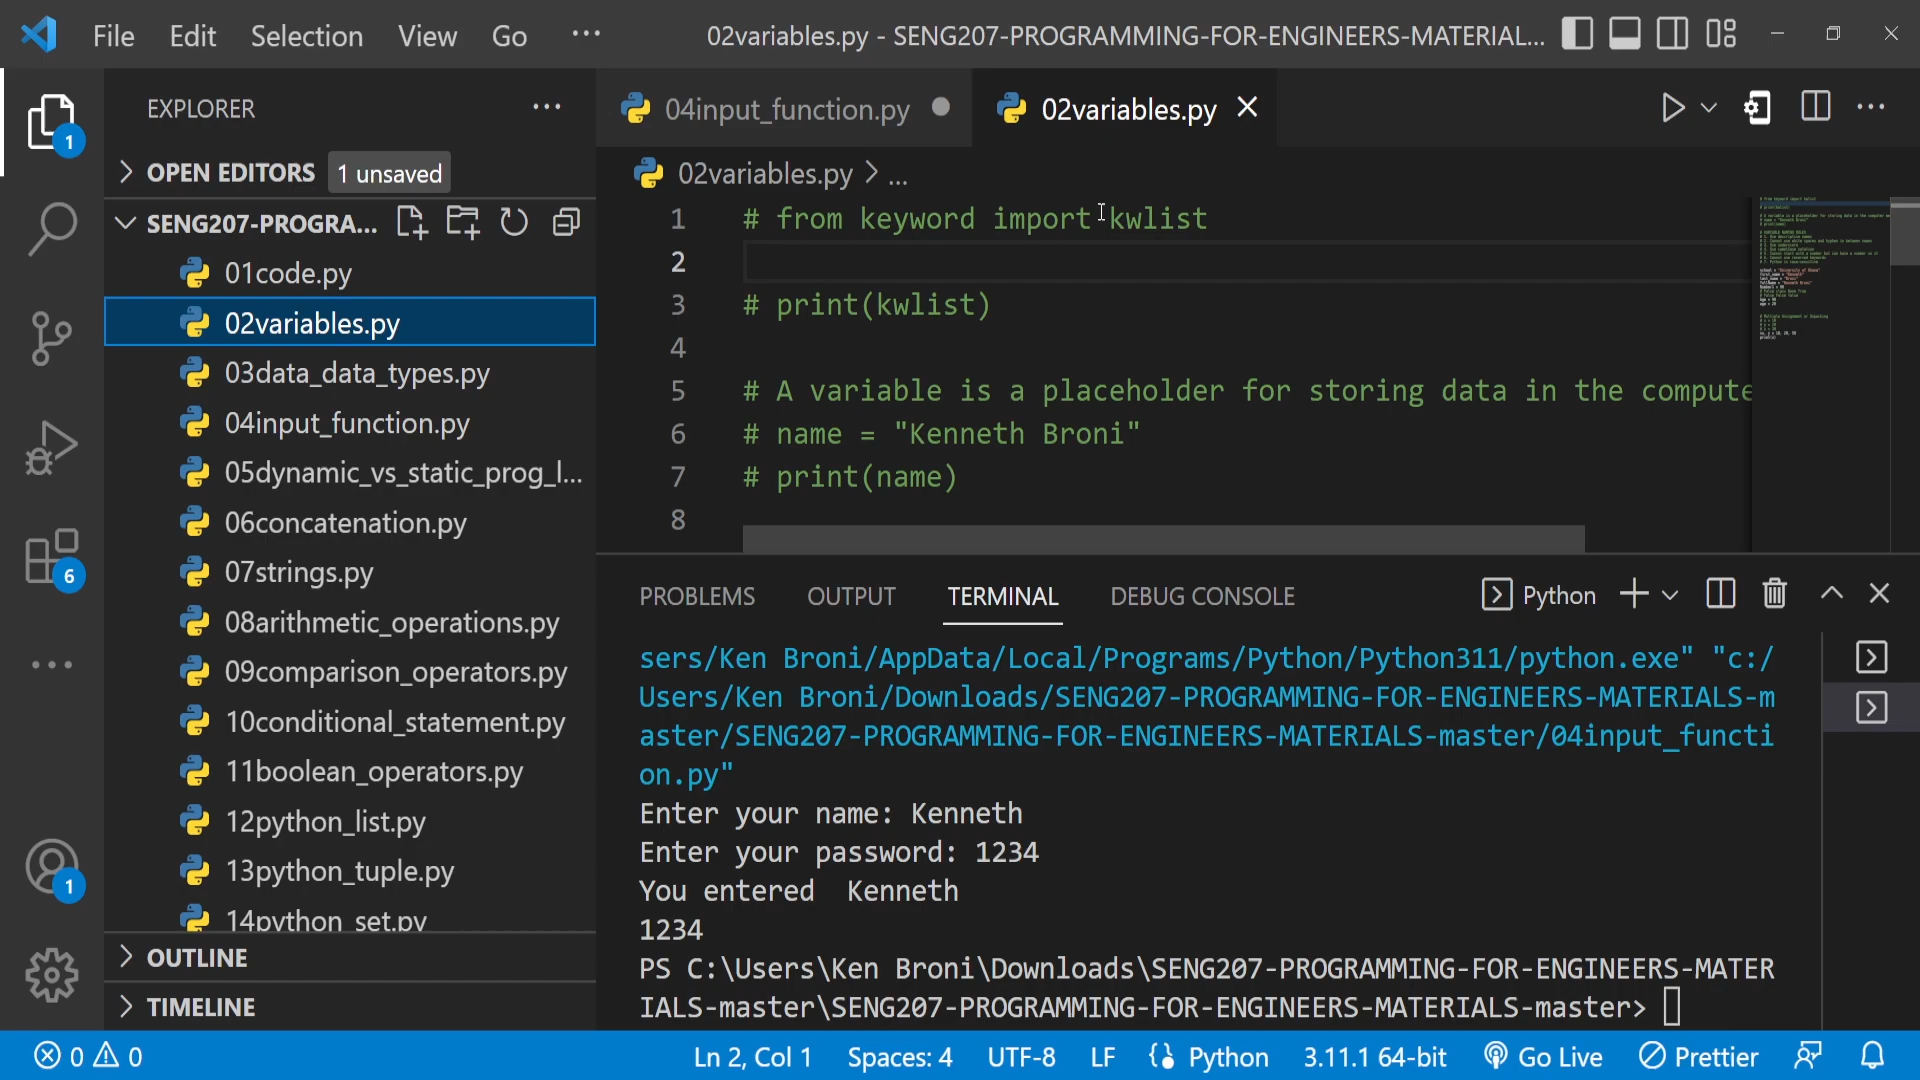 File Edit Selection View Go ... 02variables.py - SENG207-PROGRAMMING-FOR-ENGINEERS-MATERIAL...
EXPLORER ...
OPEN EDITORS 1 unsaved
SENG207-PROGRA...
01code.py
02variables.py
03data_data_types.py
04input_function.py
05dynamic_vs_static_prog_l...
06concatenation.py
07strings.py
08arithmetic_operations.py
09comparison_operators.py
10conditional_statement.py
11boolean_operators.py
12python_list.py
13python_tuple.py
14python_set.py
OUTLINE
TIMELINE
1
6
1
04input_function.py 02variables.py
02variables.py > ...
1 # from keyword import kwlist
2
3 # print(kwlist)
4
5 # A variable is a placeholder for storing data in the compute
6 # name = "Kenneth Broni"
7 # print(name)
8
PROBLEMS OUTPUT TERMINAL DEBUG CONSOLE Python
sers/Ken Broni/AppData/Local/Programs/Python/Python311/python.exe" "c:/
Users/Ken Broni/Downloads/SENG207-PROGRAMMING-FOR-ENGINEERS-MATERIALS-m
aster/SENG207-PROGRAMMING-FOR-ENGINEERS-MATERIALS-master/04input_functi
on.py"
Enter your name: Kenneth
Enter your password: 1234
You entered  Kenneth
1234
PS C:\Users\Ken Broni\Downloads\SENG207-PROGRAMMING-FOR-ENGINEERS-MATER
IALS-master\SENG207-PROGRAMMING-FOR-ENGINEERS-MATERIALS-master>
0 0 Ln 2, Col 1 Spaces: 4 UTF-8 LF Python 3.11.1 64-bit Go Live Prettier